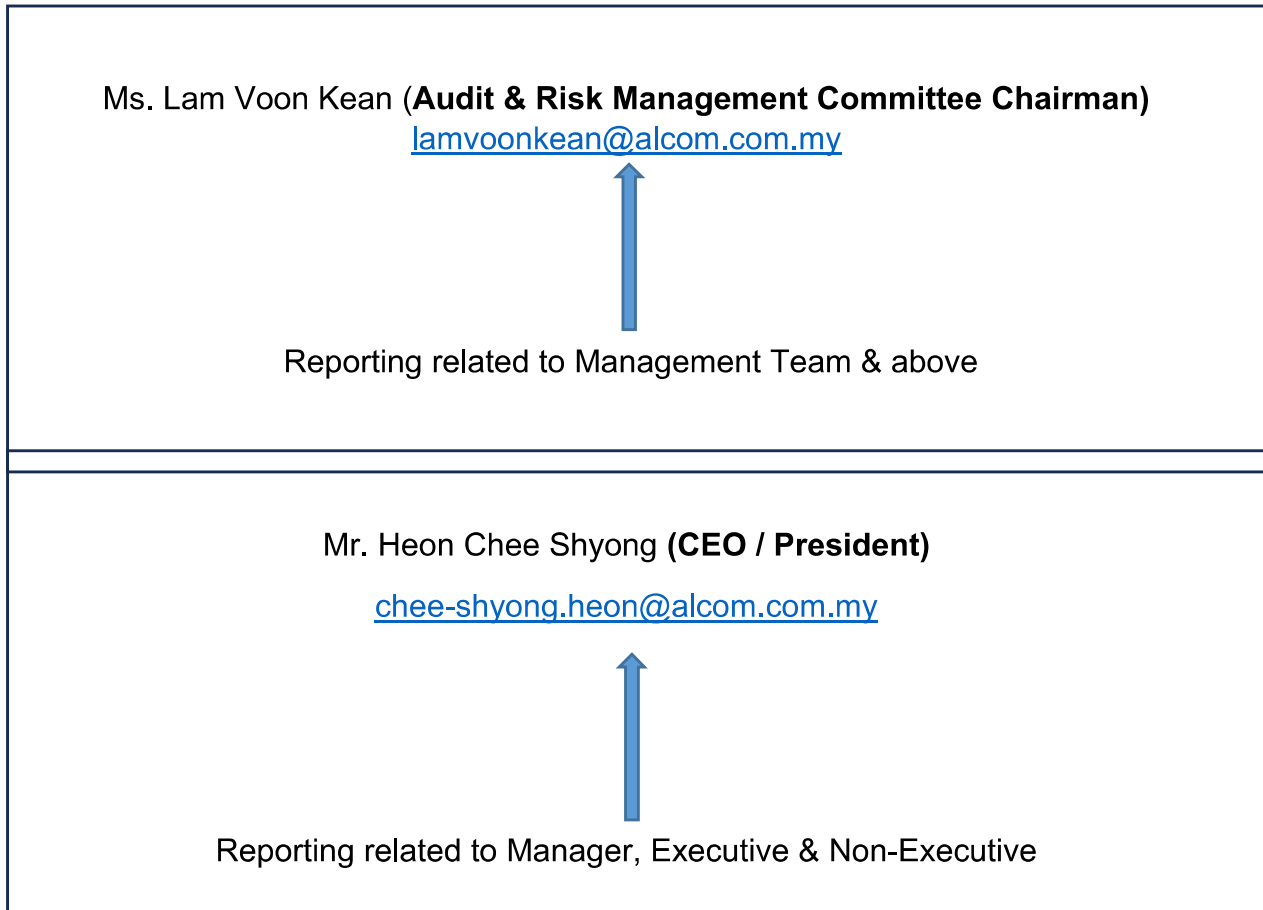 Ms. Lam Voon Kean (Audit & Risk Management Committee Chairman)
lamvoonkean@alcom.com.my
Reporting related to Management Team & above
Mr. Heon Chee Shyong (CEO / President)
chee-shyong.heon@alcom.com.my
Reporting related to Manager, Executive & Non-Executive